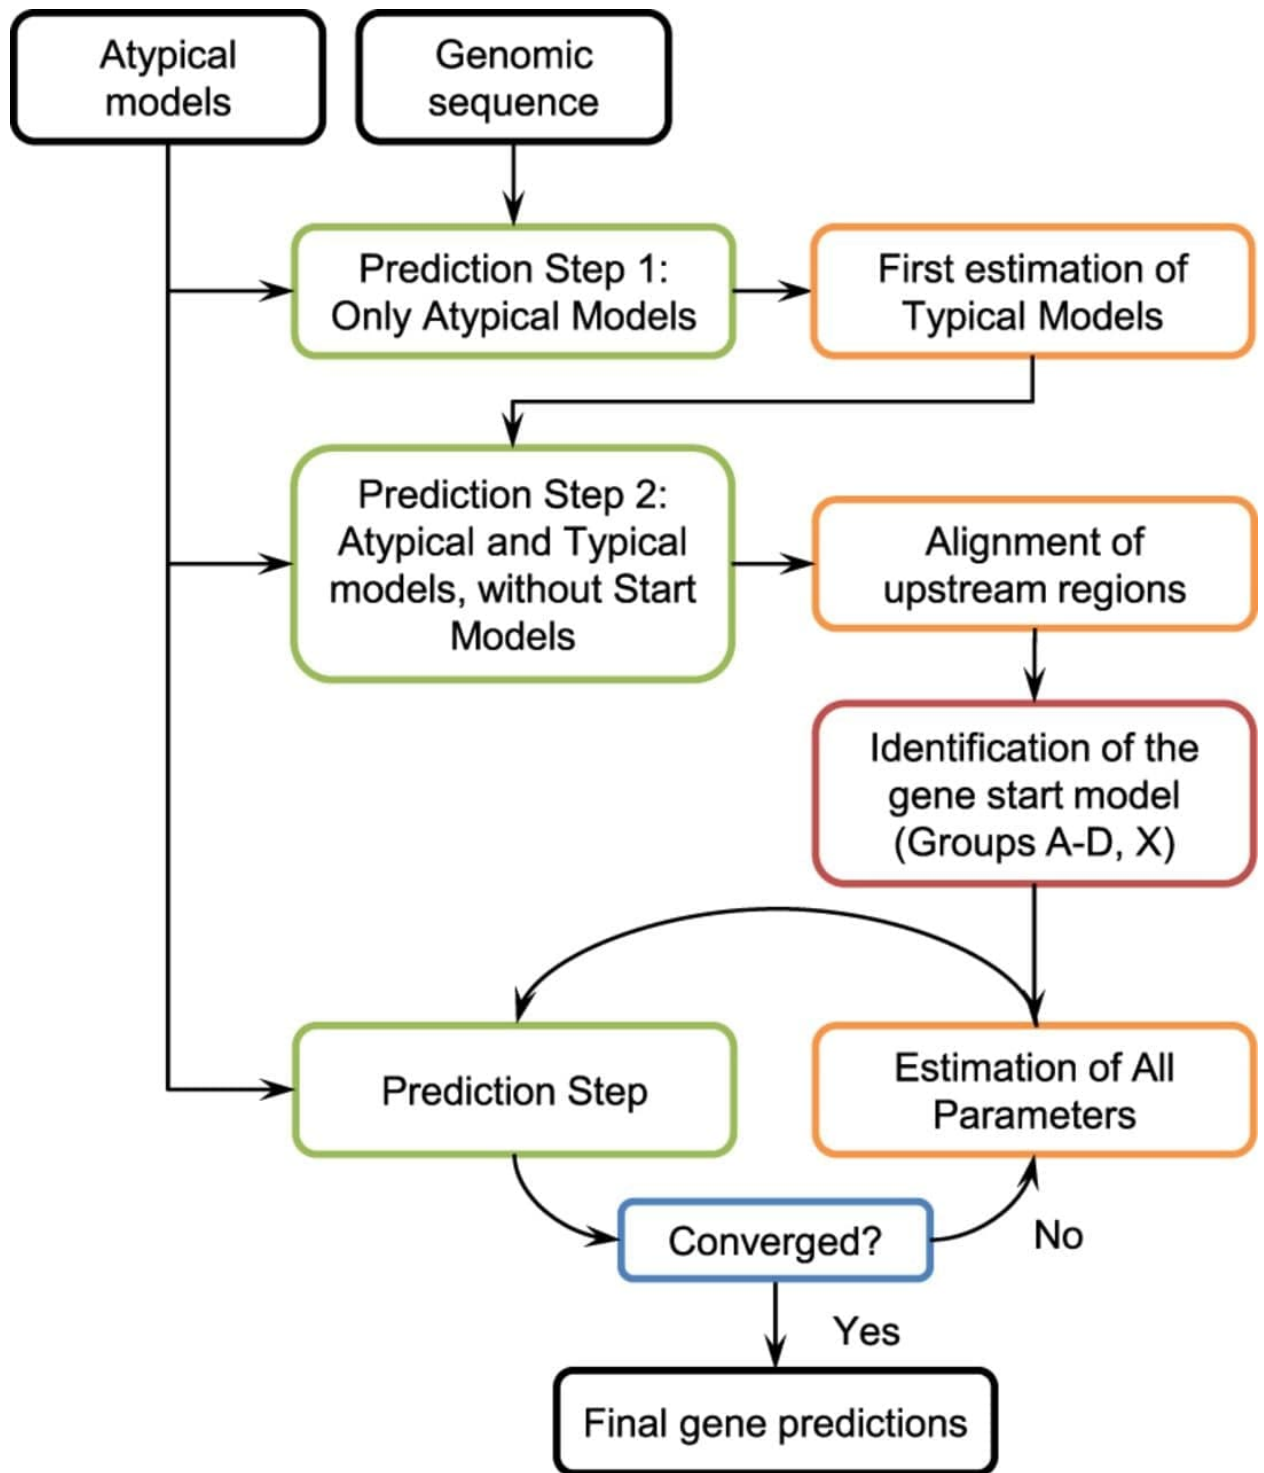 Atypical
models
Genomic
sequence
Prediction Step 1:
Only Atypical Models
First estimation of
Typical Models
Prediction Step 2:
Atypical and Typical
models, without Start
Models
Alignment of
upstream regions
Identification of the
gene start model
(Groups A-D, X)
Prediction Step
Estimation of All
Parameters
Converged?
No
Yes
Final gene predictions